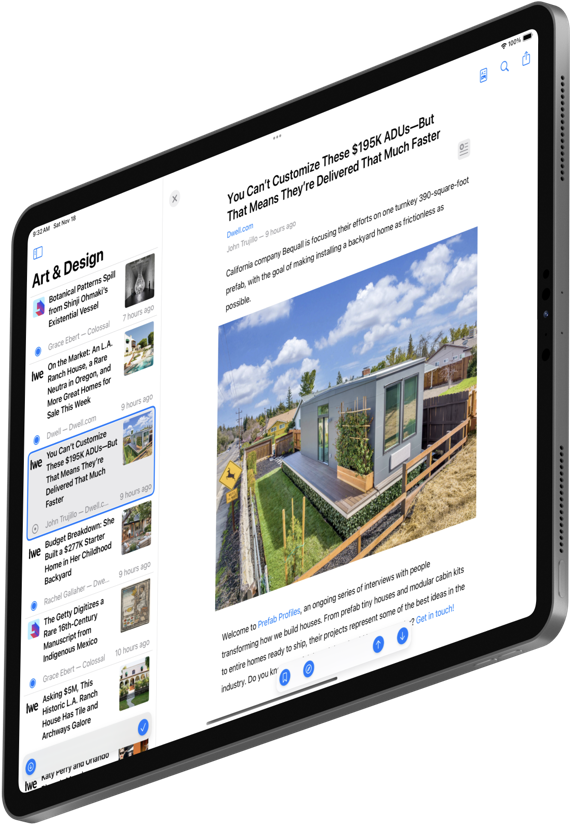 9:32 AM Sat Nov 18
100%
Art & Design
Botanical Patterns Spill
from Shinji Ohmaki's
Existential Vessel
7 hours ago
Grace Ebert — Colossal
lwe
On the Market: An L.A.
Ranch House, a Rare
Neutra in Oregon, and
More Great Homes for
Sale This Week
9 hours ago
Dwell — Dwell.com
lwe
You Can't Customize
These $195K ADUs—But
That Means They're
Delivered That Much
Faster
9 hours ago
John Trujillo — Dwell.c...
lwe
Budget Breakdown: She
Built a $277K Starter
Home in Her Childhood
Backyard
9 hours ago
Rachel Gallaher — Dwe...
The Getty Digitizes a
Rare 16th-Century
Manuscript from
Indigenous Mexico
10 hours ago
Grace Ebert — Colossal
lwe
Asking $5M, This
Historic L.A. Ranch
House Has Tile and
Archways Galore
lwe
Katy Perry and Orlando
You Can't Customize These $195K ADUs—But
That Means They're Delivered That Much Faster
Dwell.com
John Trujillo — 9 hours ago
California company Bequall is focusing their efforts on one turnkey 390-square-foot
prefab, with the goal of making installing a backyard home as frictionless as
possible.
Welcome to Prefab Profiles, an ongoing series of interviews with people
transforming how we build houses. From prefab tiny houses and modular cabin kits
to entire homes ready to ship, their projects represent some of the best ideas in the
industry. Do you ? Get in touch!